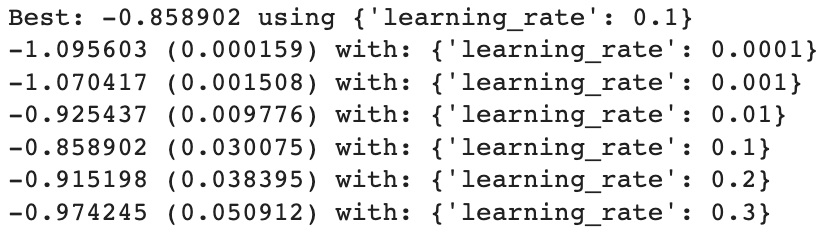 Best: -0.858902 using {'learning_rate': 0.1}
-1.095603 (0.000159) with: {'learning_rate': 0.0001}
-1.070417 (0.001508) with: {'learning_rate': 0.001}
-0.925437 (0.009776) with: {'learning_rate': 0.01}
-0.858902 (0.030075) with: {'learning_rate': 0.1}
-0.915198 (0.038395) with: {'learning_rate': 0.2}
-0.974245 (0.050912) with: {'learning_rate': 0.3}